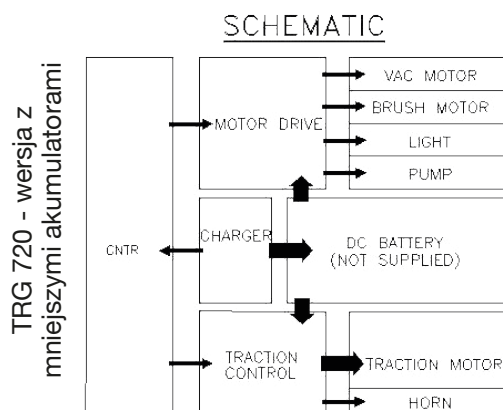 SCHEMATIC
TRG 720 - wersja z
mniejszymi akumulatorami
CNTR
MOTOR DRIVE
VAC MOTOR
BRUSH MOTOR
LIGHT
PUMP
CHARGER
DC BATTERY
(NOT SUPPLIED)
TRACTION
CONTROL
TRACTION MOTOR
HORN